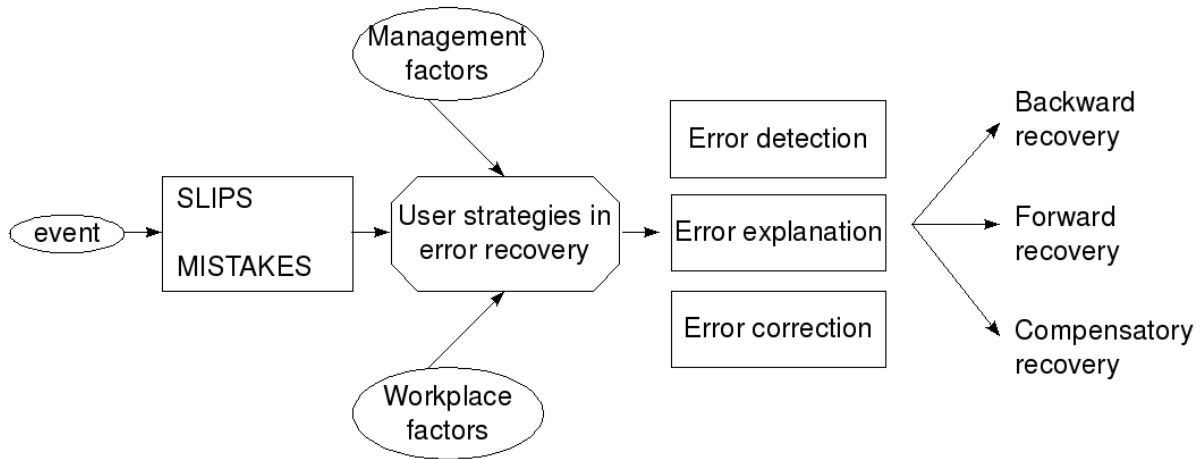 Management
factors
event
SLIPS
MISTAKES
User strategies in
error recovery
Workplace
factors
Error detection
Error explanation
Error correction
Backward
recovery
Forward
recovery
Compensatory
recovery